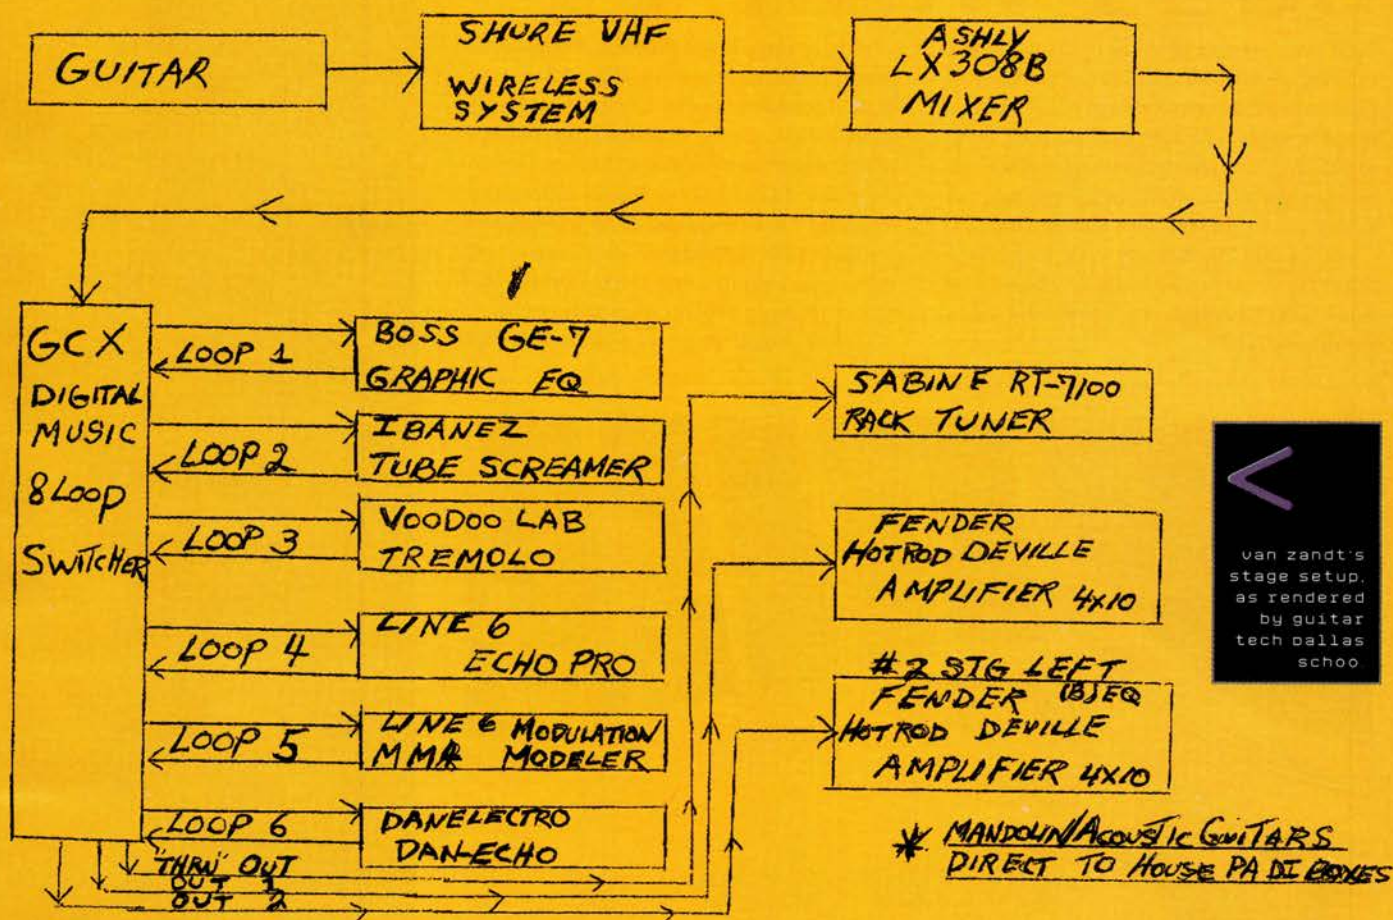 GUITAR
SHURE UHF
WIRELESS
SYSTEM
ASHLY
LX308B
MIXER
GCX
DIGITAL
MUSIC
8 LOOP
SWITCHER
LOOP 1
BOSS GE-7
GRAPHIC EQ
LOOP 2
IBANEZ
TUBE SCREAMER
LOOP 3
VOODOO LAB
TREMOLO
LOOP 4
LINE 6
ECHO PRO
LOOP 5
LINE 6 MODULATION
MM4 MODELER
LOOP 6
DANELECTRO
DAN-ECHO
"THRU" OUT
OUT 1
OUT 2
SABINE RT-7100
RACK TUNER
FENDER
HOTROD DEVILLE
AMPLIFIER 4x10
#2 STG LEFT
FENDER (B) EQ
HOTROD DEVILLE
AMPLIFIER 4x10
* MANDOLIN/ACOUSTIC GUITARS
DIRECT TO HOUSE PA DI BOXES
van zandt's
stage setup,
as rendered
by guitar
tech dallas
schoo